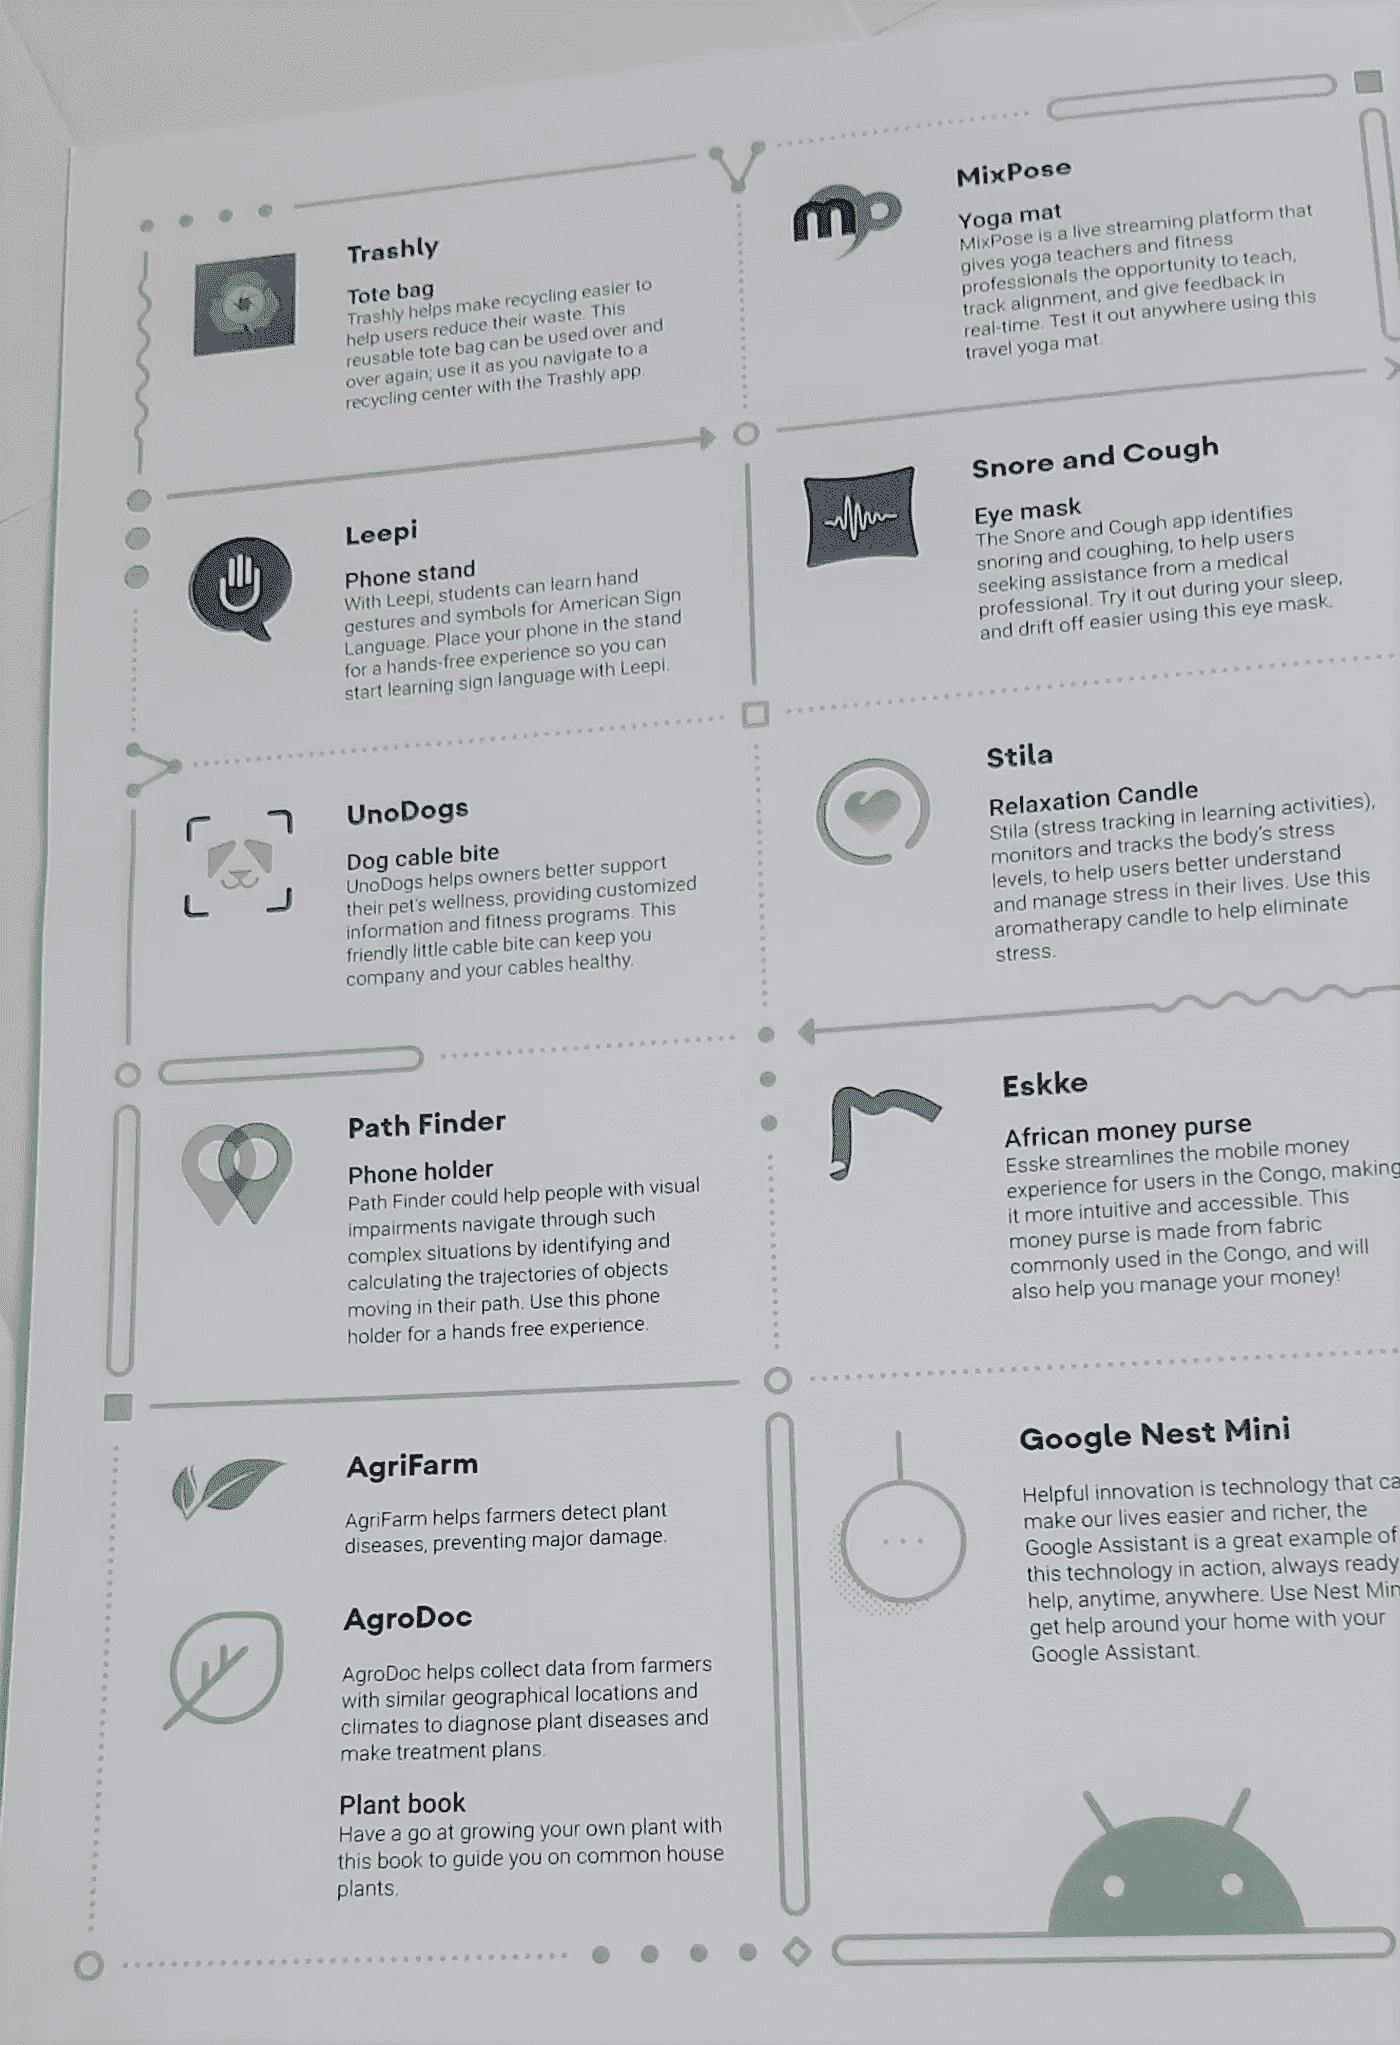 Trashly
Tote bag
Trashly helps make recycling easier to
help users reduce their waste. This
reusable tote bag can be used over and
over again; use it as you navigate to a
recycling center with the Trashly app.
MixPose
Yoga mat
MixPose is a live streaming platform that
gives yoga teachers and fitness
professionals the opportunity to teach,
track alignment, and give feedback in
real-time. Test it out anywhere using this
travel yoga mat.
Leepi
Phone stand
With Leepi, students can learn hand
gestures and symbols for American Sign
Language. Place your phone in the stand
for a hands-free experience so you can
start learning sign language with Leepi.
Snore and Cough
Eye mask
The Snore and Cough app identifies
snoring and coughing, to help users
seeking assistance from a medical
professional. Try it out during your sleep,
and drift off easier using this eye mask.
UnoDogs
Dog cable bite
UnoDogs helps owners better support
their pet's wellness, providing customized
information and fitness programs. This
friendly little cable bite can keep you
company and your cables healthy.
Stila
Relaxation Candle
Stila (stress tracking in learning activities),
monitors and tracks the body's stress
levels, to help users better understand
and manage stress in their lives. Use this
aromatherapy candle to help eliminate
stress.
Path Finder
Phone holder
Path Finder could help people with visual
impairments navigate through such
complex situations by identifying and
calculating the trajectories of objects
moving in their path. Use this phone
holder for a hands free experience.
Eskke
African money purse
Esske streamlines the mobile money
experience for users in the Congo, making
it more intuitive and accessible. This
money purse is made from fabric
commonly used in the Congo, and will
also help you manage your money!
AgriFarm
AgriFarm helps farmers detect plant
diseases, preventing major damage.
AgroDoc
AgroDoc helps collect data from farmers
with similar geographical locations and
climates to diagnose plant diseases and
make treatment plans.
Plant book
Have a go at growing your own plant with
this book to guide you on common house
plants.
Google Nest Mini
Helpful innovation is technology that
make our lives easier and richer, the
Google Assistant is a great example of
this technology in action, always ready
help, anytime, anywhere. Use Nest
get help around your home with your
Google Assistant.
mp